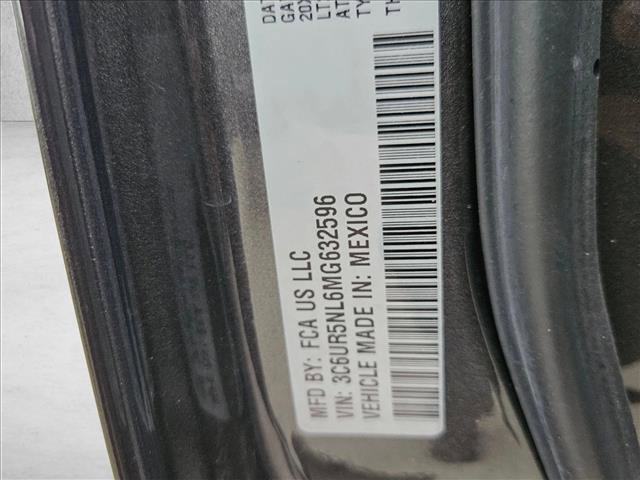 MFD BY: FCA US LLC
VIN: 3C6UR5NL6MG632596
VEHICLE MADE IN: MEXICO